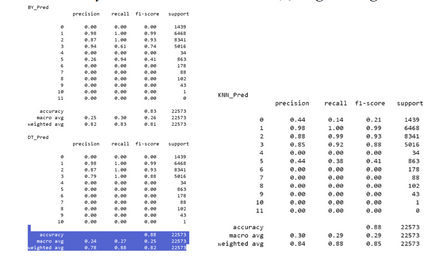 BY_Pred
precision recall f1-score support
0 0.00 0.00 0.00 1439
1 0.98 1.00 0.99 6468
2 0.87 1.00 0.93 8341
3 0.94 0.61 0.74 5016
4 0.00 0.00 0.00 34
5 0.26 0.94 0.41 863
6 0.00 0.00 0.00 178
7 0.00 0.00 0.00 88
8 0.00 0.00 0.00 102
9 0.00 0.00 0.00 43
10 0.00 0.00 0.00 1
11 0.00 0.00 0.00 0
accuracy 0.83 22573
macro avg 0.25 0.30 0.26 22573
weighted avg 0.82 0.83 0.81 22573
DT_Pred
precision recall f1-score support
0 0.00 0.00 0.00 1439
1 0.98 1.00 0.99 6468
2 0.87 1.00 0.93 8341
3 0.79 1.00 0.88 5016
4 0.00 0.00 0.00 34
5 0.00 0.00 0.00 863
6 0.00 0.00 0.00 178
7 0.00 0.00 0.00 88
8 0.00 0.00 0.00 102
9 0.00 0.00 0.00 43
10 0.00 0.00 0.00 1
accuracy 0.88 22573
macro avg 0.24 0.27 0.25 22573
weighted avg 0.78 0.88 0.82 22573
KNN_Pred
precision recall f1-score support
0 0.44 0.14 0.21 1439
1 0.98 1.00 0.99 6468
2 0.88 0.99 0.93 8341
3 0.85 0.92 0.88 5016
4 0.00 0.00 0.00 34
5 0.44 0.38 0.41 863
6 0.00 0.00 0.00 178
7 0.00 0.00 0.00 88
8 0.00 0.00 0.00 102
9 0.00 0.00 0.00 43
10 0.00 0.00 0.00 1
11 0.00 0.00 0.00 0
accuracy 0.88 22573
macro avg 0.30 0.29 0.29 22573
weighted avg 0.84 0.88 0.85 22573